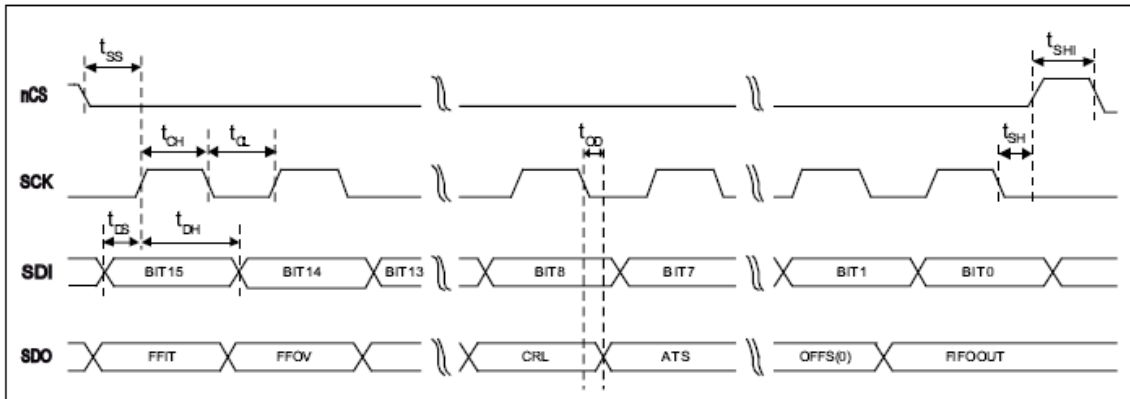 tSS tSHI
nCS
tCH tCL tOD tSH
SCK
tDS tDH
SDI BIT15 BIT14 BIT13 BIT8 BIT7 BIT1 BIT0
SDO FFIT FFOV CRL ATS OFFS(0) FIFOOUT